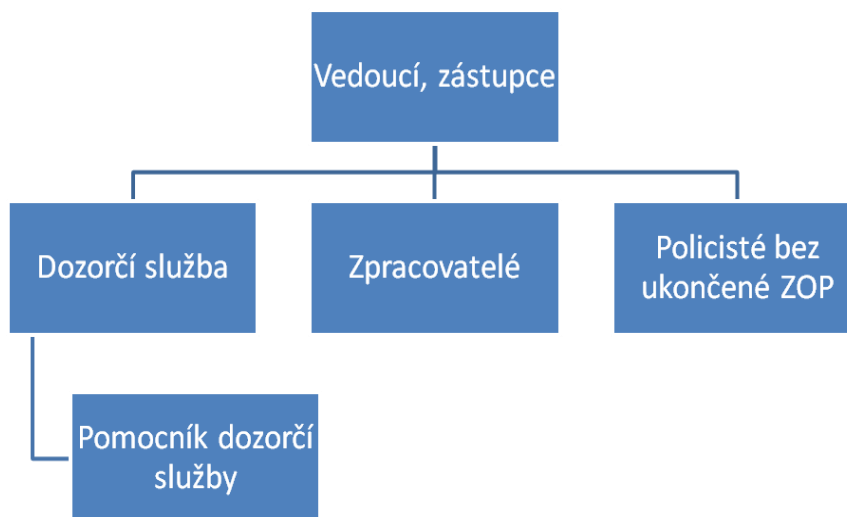 Vedoucí, zástupce
Dozorčí služba
Zpracovatelé
Policisté bez
ukončené ZOP
Pomocník dozorčí
služby